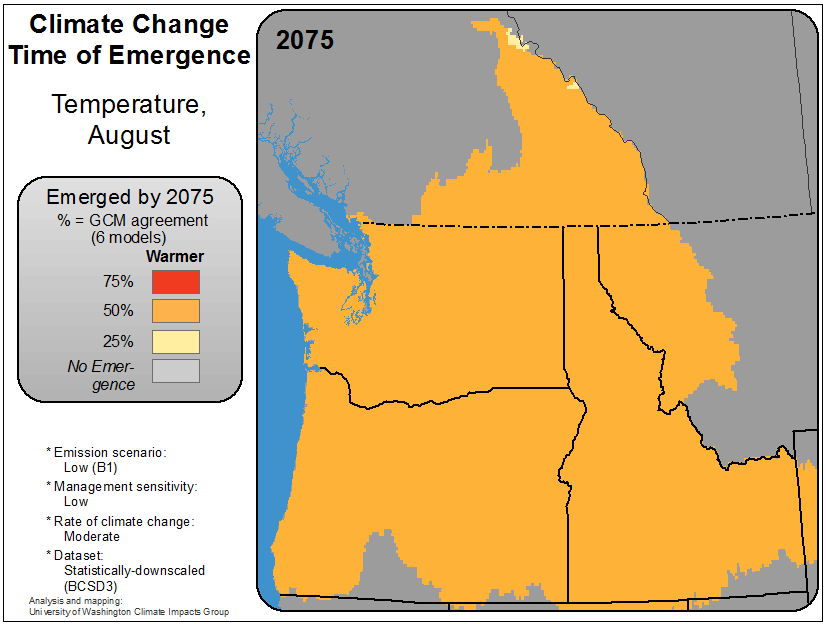 Climate Change
Time of Emergence
Temperature,
August
Emerged by 2075
% = GCM agreement
(6 models)
Warmer
75%
50%
25%
No Emer-
gence
* Emission scenario:
Low (B1)
* Management sensitivity:
Low
* Rate of climate change:
Moderate
* Dataset:
Statistically-downscaled
(BCSD3)
Analysis and mapping:
University of Washington Climate Impacts Group
2075